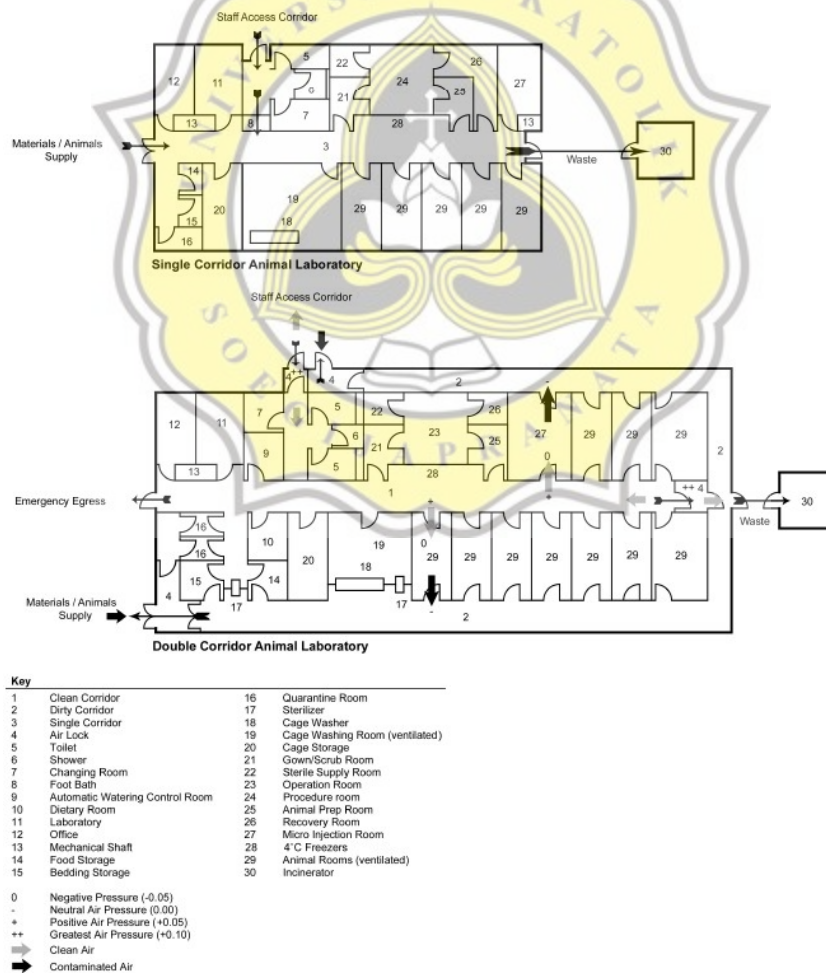 Staff Access Corridor
12 11 5 22 26
24 27
6 21 25
13 8 7 28 13
Materials / Animals
Supply
3
Waste
30
14
20 19 29 29 29 29 29
15 18
16
Single Corridor Animal Laboratory
Staff Access Corridor
4 ++ 4 2 -
12 11 7 5 22 26
6 23 27 29 29 29 2
9 21 25
13 5 28 0
Emergency Egress
1 + + ++ 4
Waste
30
16
16 10 20 19 0
29 29 29 29 29 29 29
18
4 15 14
17 17
Materials / Animals
Supply
- 2
Double Corridor Animal Laboratory
Key
1 Clean Corridor
2 Dirty Corridor
3 Single Corridor
4 Air Lock
5 Toilet
6 Shower
7 Changing Room
8 Foot Bath
9 Automatic Watering Control Room
10 Dietary Room
11 Laboratory
12 Office
13 Mechanical Shaft
14 Food Storage
15 Bedding Storage
16 Quarantine Room
17 Sterilizer
18 Cage Washer
19 Cage Washing Room (ventilated)
20 Cage Storage
21 Gown/Scrub Room
22 Sterile Supply Room
23 Operation Room
24 Procedure room
25 Animal Prep Room
26 Recovery Room
27 Micro Injection Room
28 4°C Freezers
29 Animal Rooms (ventilated)
30 Incinerator
0 Negative Pressure (-0.05)
- Neutral Air Pressure (0.00)
+ Positive Air Pressure (+0.05)
++ Greatest Air Pressure (+0.10)
Clean Air
Contaminated Air
KATOLIK
SOEGIJAPRANATA